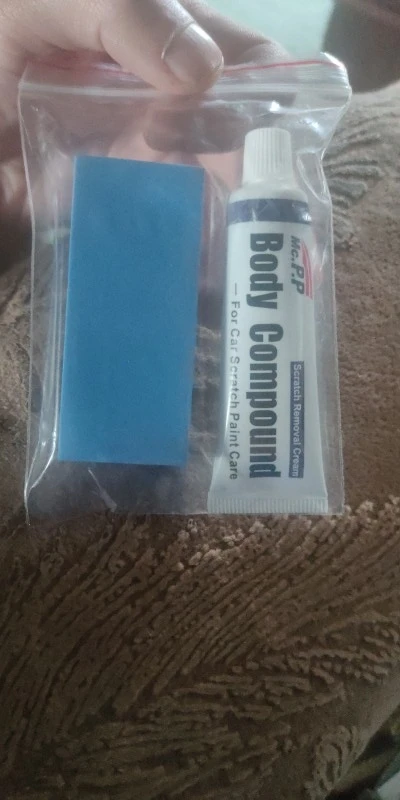 Mc.P.P
Scratch Removal Cream
Body Compound
— For Car Scratch Paint Care